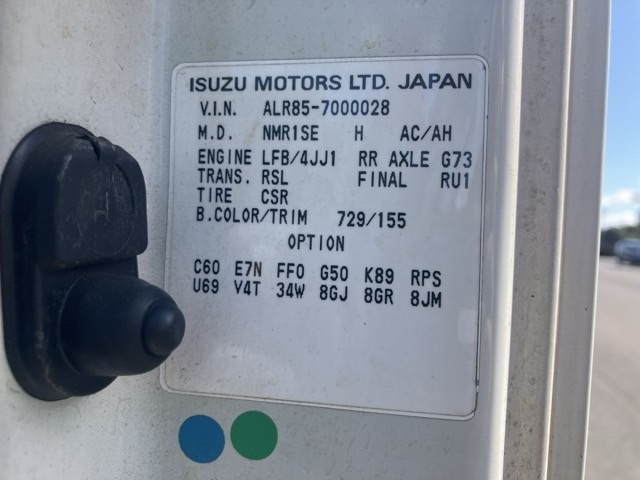 ISUZU MOTORS LTD. JAPAN
V.I.N. ALR85-7000028
M.D. NMR1SE H AC/AH
ENGINE LFB/4JJ1 RR AXLE G73
TRANS. RSL FINAL RU1
TIRE CSR
B.COLOR/TRIM 729/155
OPTION
C60 E7N FF0 G50 K89 RPS
U69 V4T 34W 8GJ 8GR 8JM